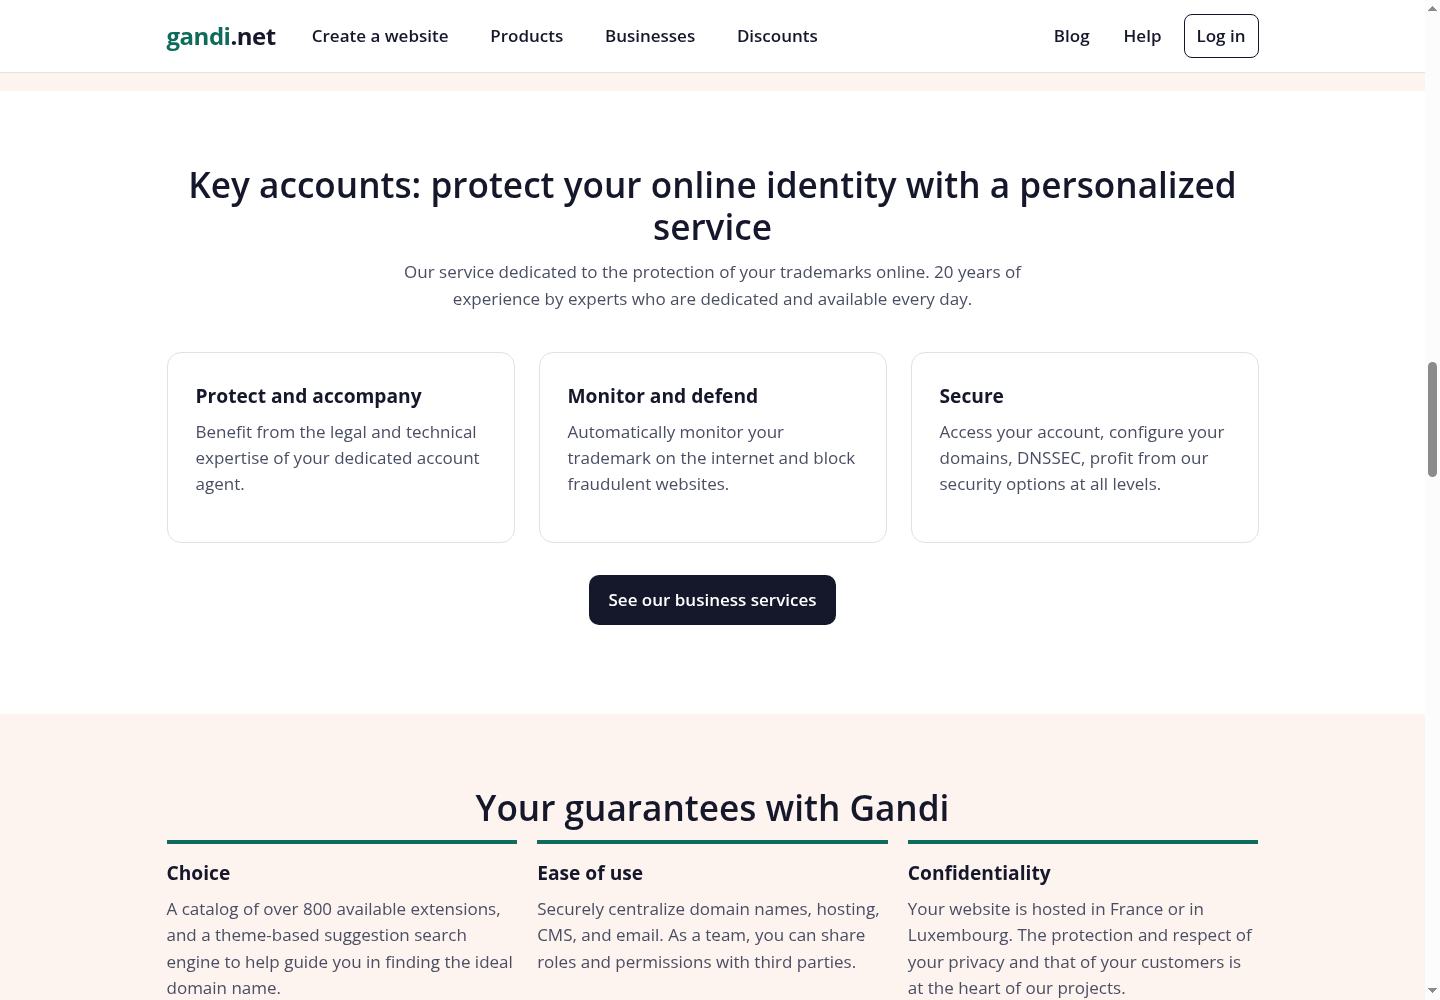 gandi.net
Create a website
Products
Businesses
Discounts
Blog
Help
Log in
Key accounts: protect your online identity with a personalized
service
Our service dedicated to the protection of your trademarks online. 20 years of
experience by experts who are dedicated and available every day.
Protect and accompany
Benefit from the legal and technical
expertise of your dedicated account
agent.
Monitor and defend
Automatically monitor your
trademark on the internet and block
fraudulent websites.
Secure
Access your account, configure your
domains, DNSSEC, profit from our
security options at all levels.
See our business services
Your guarantees with Gandi
Choice
A catalog of over 800 available extensions,
and a theme-based suggestion search
engine to help guide you in finding the ideal
domain name.
Ease of use
Securely centralize domain names, hosting,
CMS, and email. As a team, you can share
roles and permissions with third parties.
Confidentiality
Your website is hosted in France or in
Luxembourg. The protection and respect of
your privacy and that of your customers is
at the heart of our projects.